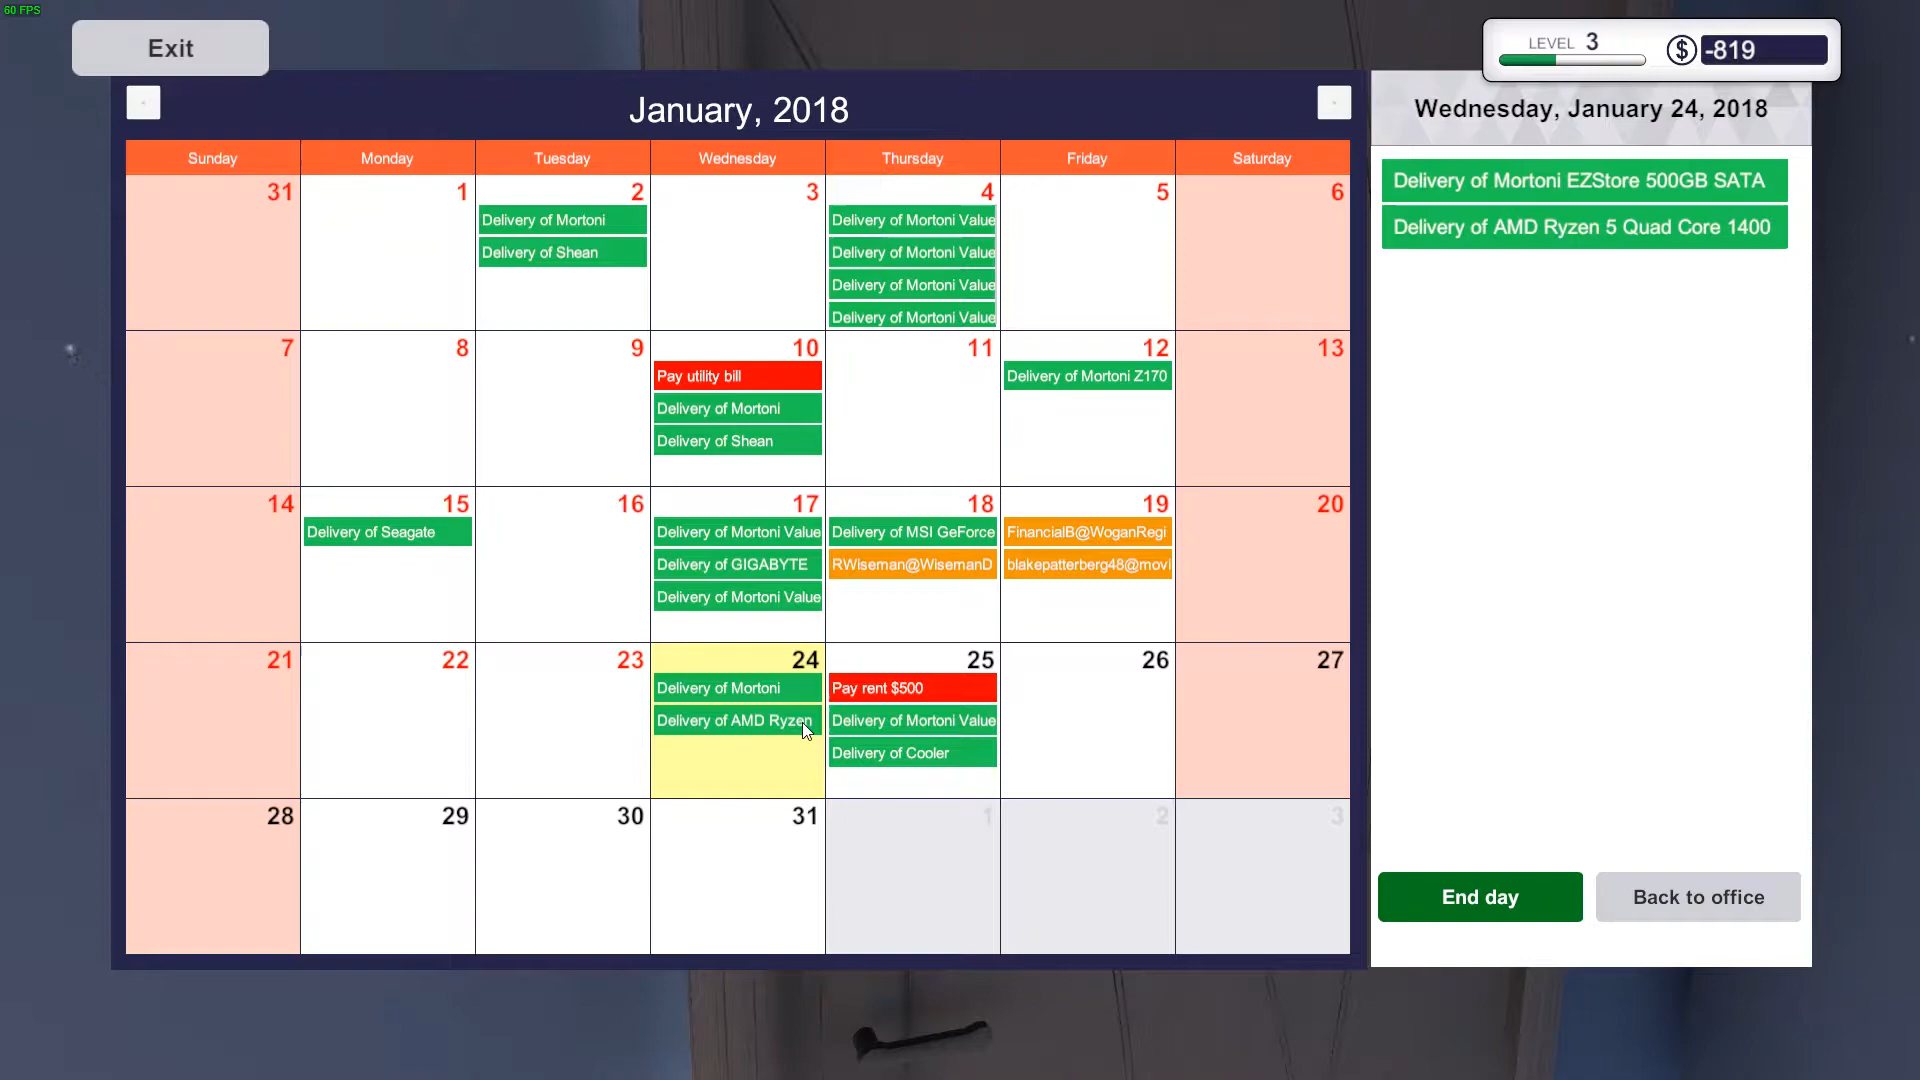 60 FPS
Exit
LEVEL 3
$ -819
January, 2018
Wednesday, January 24, 2018
Sunday Monday Tuesday Wednesday Thursday Friday Saturday
Delivery of Mortoni EZStore 500GB SATA
Delivery of AMD Ryzen 5 Quad Core 1400
31 1 2 3 4 5 6
Delivery of Mortoni
Delivery of Shean
Delivery of Mortoni Value
Delivery of Mortoni Value
Delivery of Mortoni Value
Delivery of Mortoni Value
7 8 9 10 11 12 13
Pay utility bill
Delivery of Mortoni
Delivery of Shean
Delivery of Mortoni Z170
14 15 16 17 18 19 20
Delivery of Seagate
Delivery of Mortoni Value
Delivery of GIGABYTE
Delivery of Mortoni Value
Delivery of MSI GeForce
RWiseman@WisemanD
FinancialB@WoganRegi
blakepatterberg48@movi
21 22 23 24 25 26 27
Delivery of Mortoni
Delivery of AMD Ryzen
Pay rent $500
Delivery of Mortoni Value
Delivery of Cooler
28 29 30 31 1 2 3
End day
Back to office